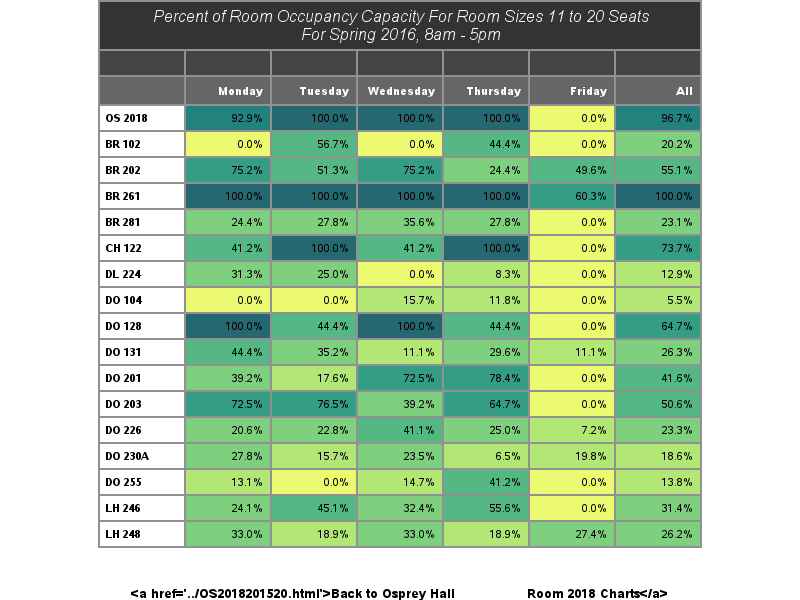 Percent of Room Occupancy Capacity For Room Sizes 11 to 20 Seats
For Spring 2016, 8am - 5pm
Monday Tuesday Wednesday Thursday Friday All
OS 2018 92.9% 100.0% 100.0% 100.0% 0.0% 96.7%
BR 102 0.0% 56.7% 0.0% 44.4% 0.0% 20.2%
BR 202 75.2% 51.3% 75.2% 24.4% 49.6% 55.1%
BR 261 100.0% 100.0% 100.0% 100.0% 60.3% 100.0%
BR 281 24.4% 27.8% 35.6% 27.8% 0.0% 23.1%
CH 122 41.2% 100.0% 41.2% 100.0% 0.0% 73.7%
DL 224 31.3% 25.0% 0.0% 8.3% 0.0% 12.9%
DO 104 0.0% 0.0% 15.7% 11.8% 0.0% 5.5%
DO 128 100.0% 44.4% 100.0% 44.4% 0.0% 64.7%
DO 131 44.4% 35.2% 11.1% 29.6% 11.1% 26.3%
DO 201 39.2% 17.6% 72.5% 78.4% 0.0% 41.6%
DO 203 72.5% 76.5% 39.2% 64.7% 0.0% 50.6%
DO 226 20.6% 22.8% 41.1% 25.0% 7.2% 23.3%
DO 230A 27.8% 15.7% 23.5% 6.5% 19.8% 18.6%
DO 255 13.1% 0.0% 14.7% 41.2% 0.0% 13.8%
LH 246 24.1% 45.1% 32.4% 55.6% 0.0% 31.4%
LH 248 33.0% 18.9% 33.0% 18.9% 27.4% 26.2%
<a href='../OS2018201520.html'>Back to Osprey Hall Room 2018 Charts</a>